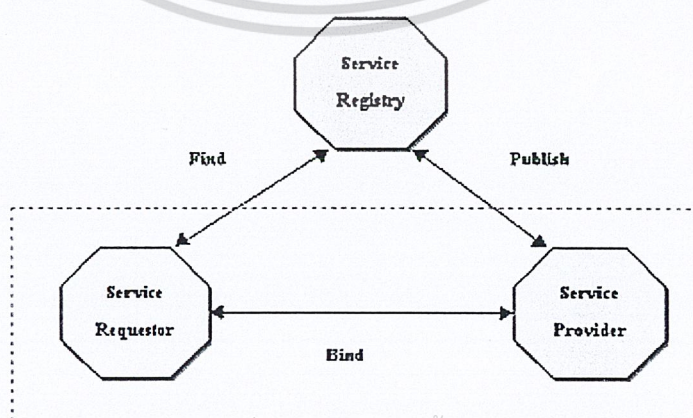 Service
Registry
Find
Publish
Service
Requestor
Service
Provider
Bind